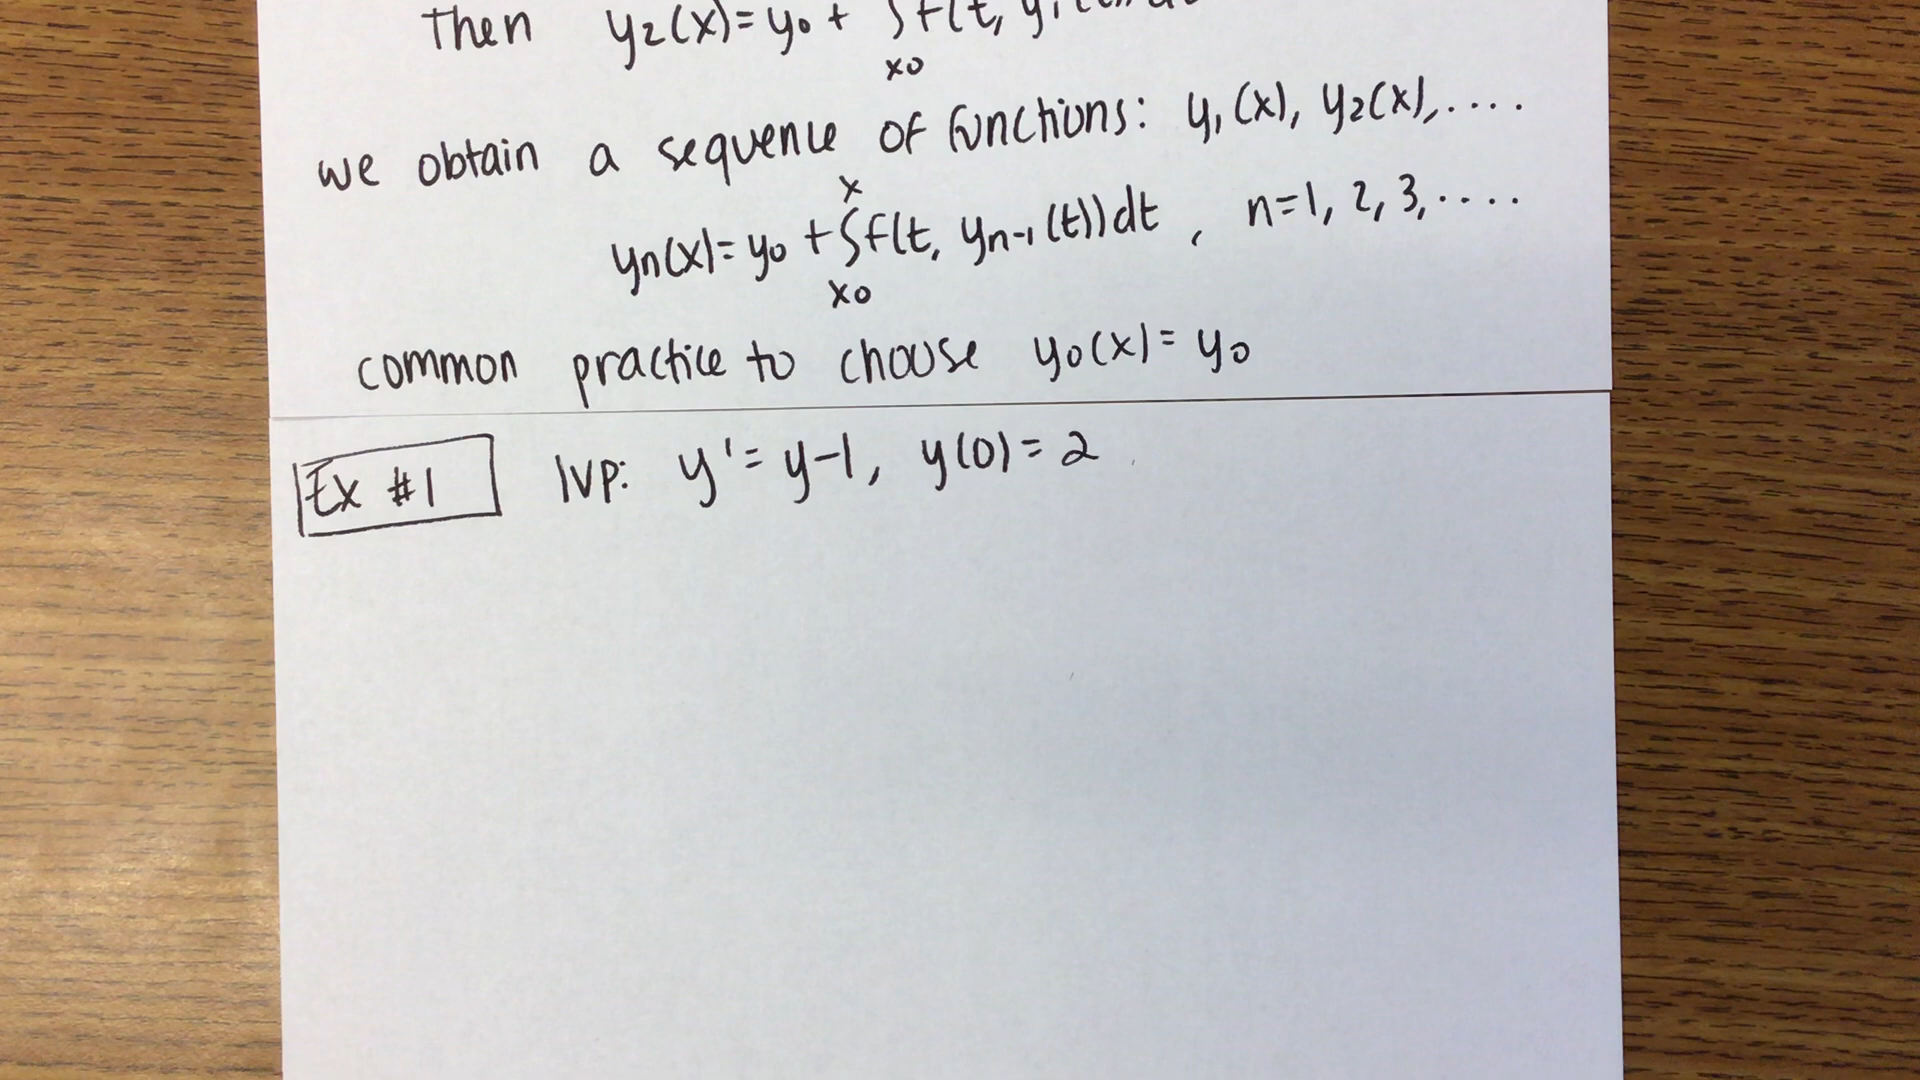 Then y₂(x)= y₀ + ∫ f(t, y₁
x₀
we obtain a sequence of functions: y₁(x), y₂(x),....
x
yₙ(x)= y₀ + ∫f(t, yₙ₋₁(t))dt , n=1, 2, 3,....
x₀
common practice to choose y₀(x)= y₀
Ex #1 IVP: y'= y-1, y(0)= 2